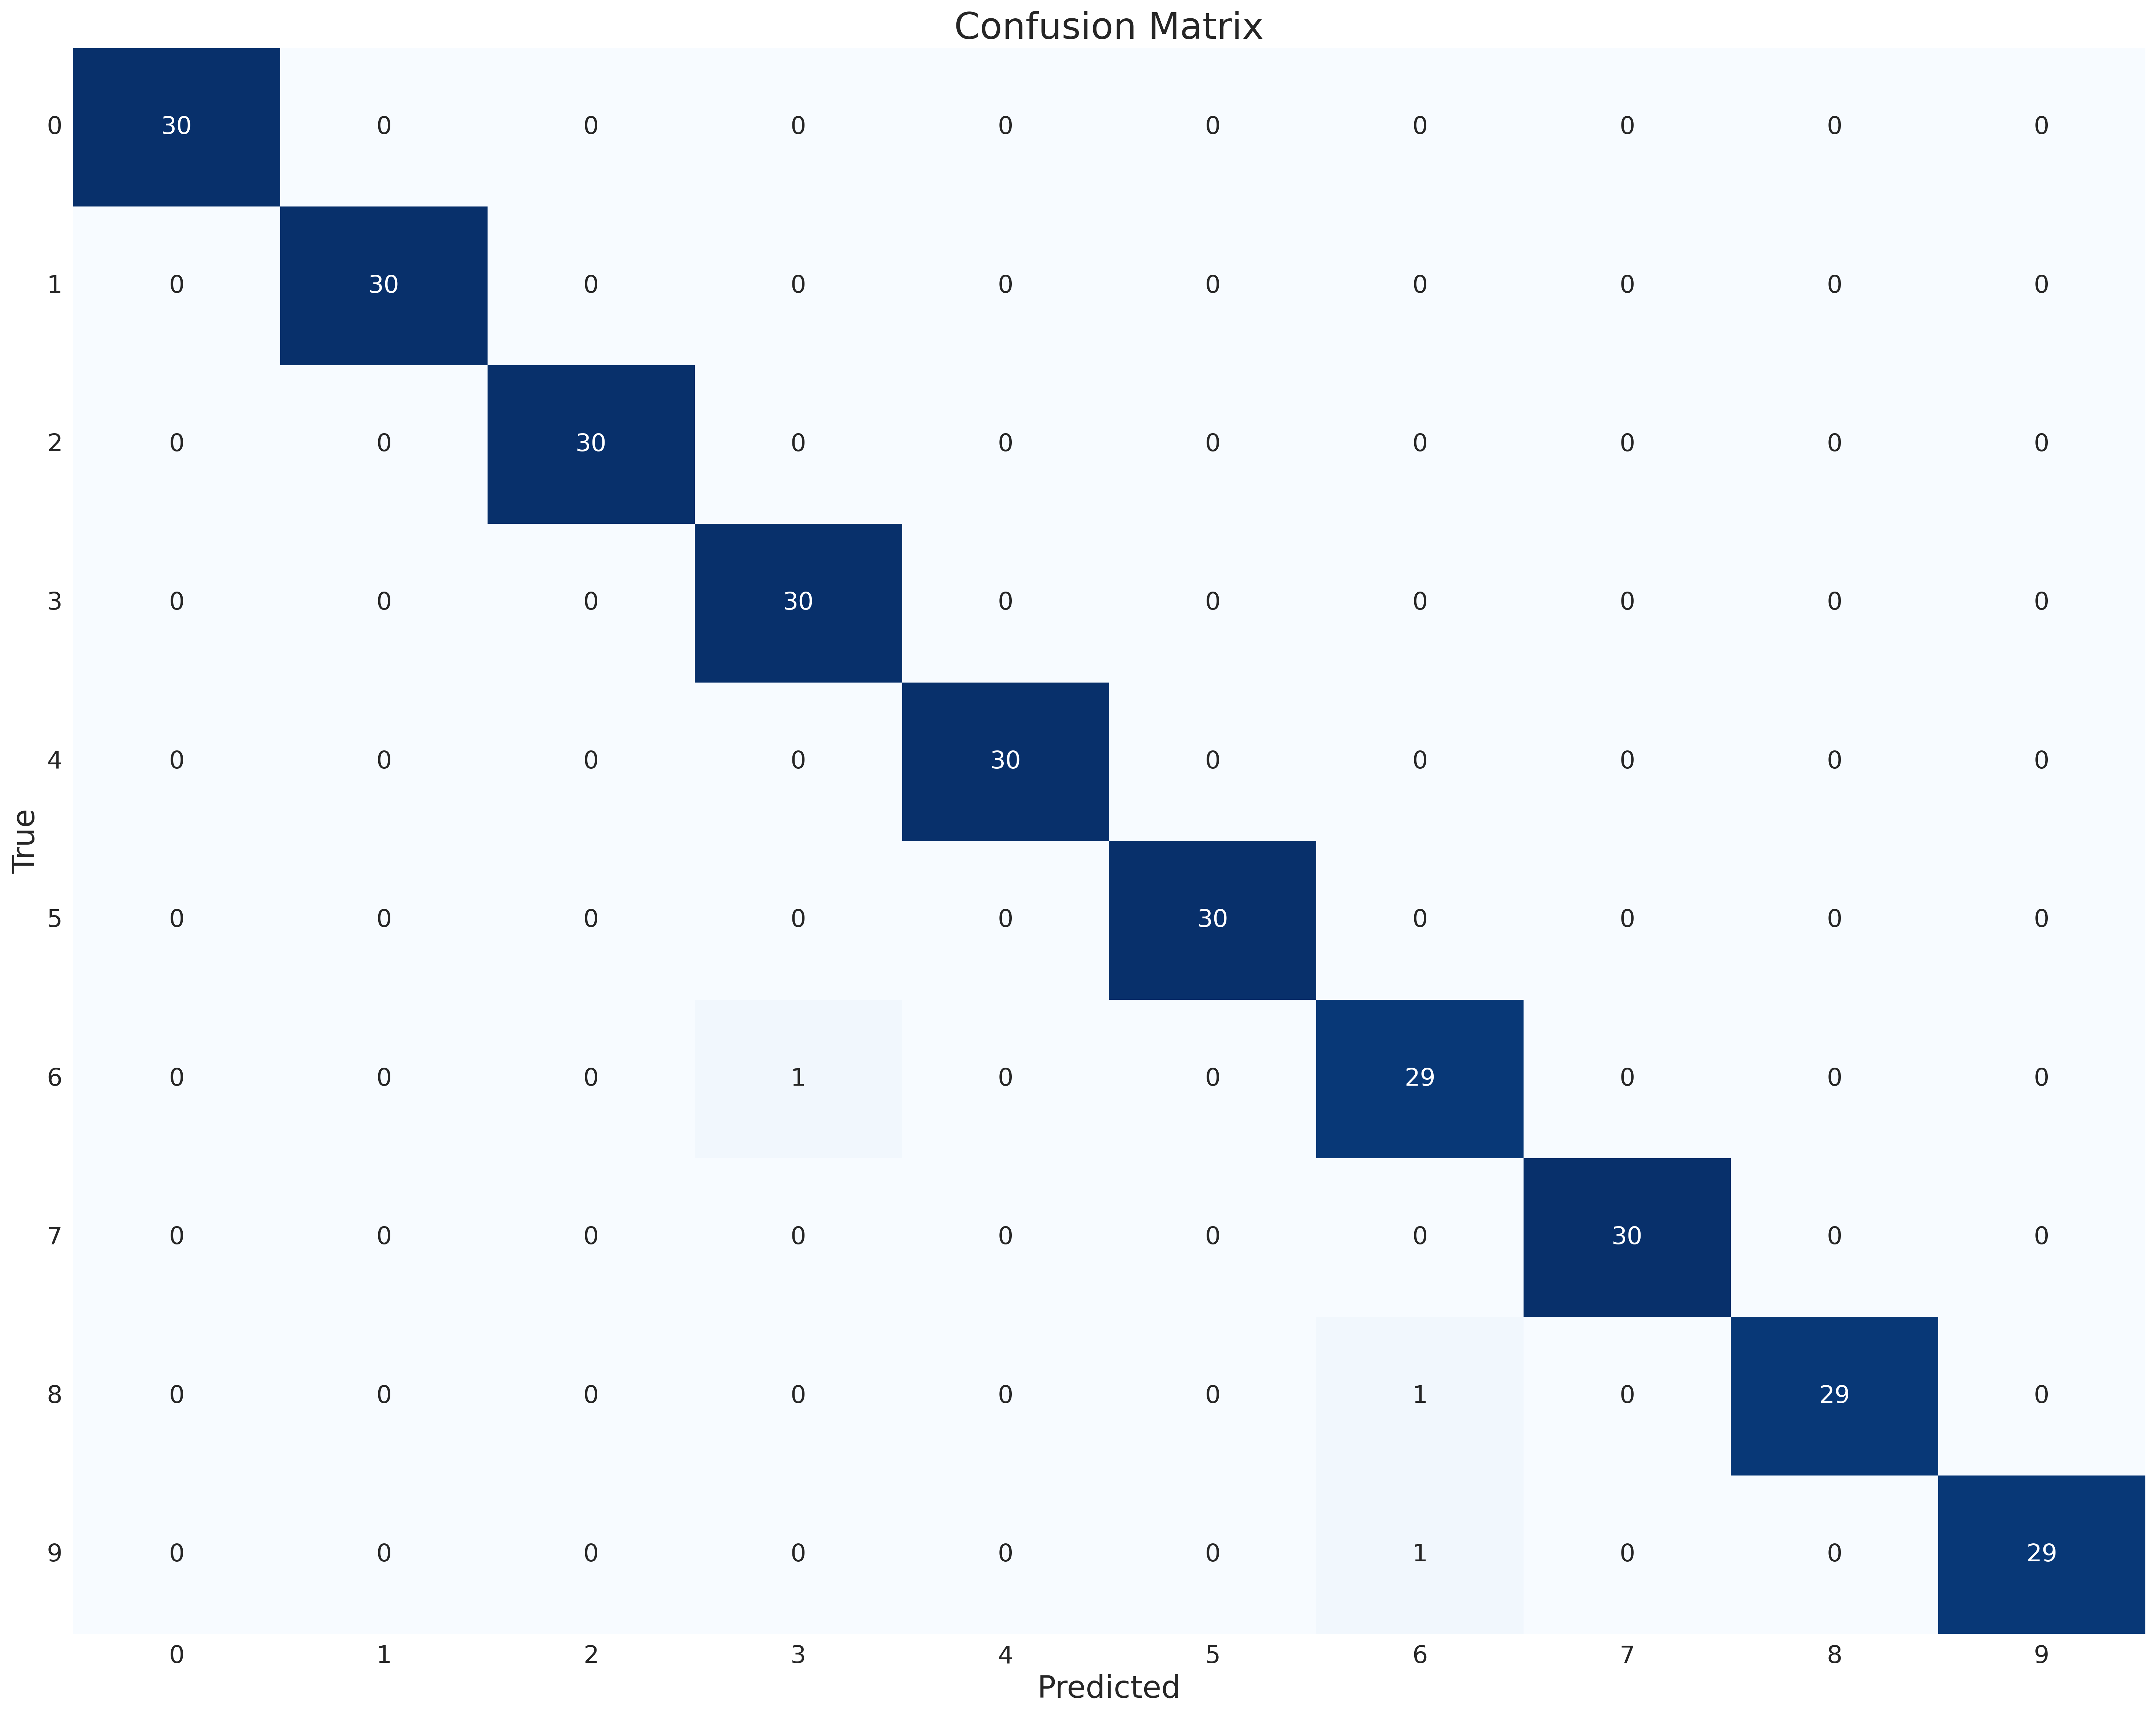 Confusion Matrix
0 30 0 0 0 0 0 0 0 0 0
1 0 30 0 0 0 0 0 0 0 0
2 0 0 30 0 0 0 0 0 0 0
3 0 0 0 30 0 0 0 0 0 0
4 0 0 0 0 30 0 0 0 0 0
True
5 0 0 0 0 0 30 0 0 0 0
6 0 0 0 1 0 0 29 0 0 0
7 0 0 0 0 0 0 0 30 0 0
8 0 0 0 0 0 0 1 0 29 0
9 0 0 0 0 0 0 1 0 0 29
0 1 2 3 4 5 6 7 8 9
Predicted